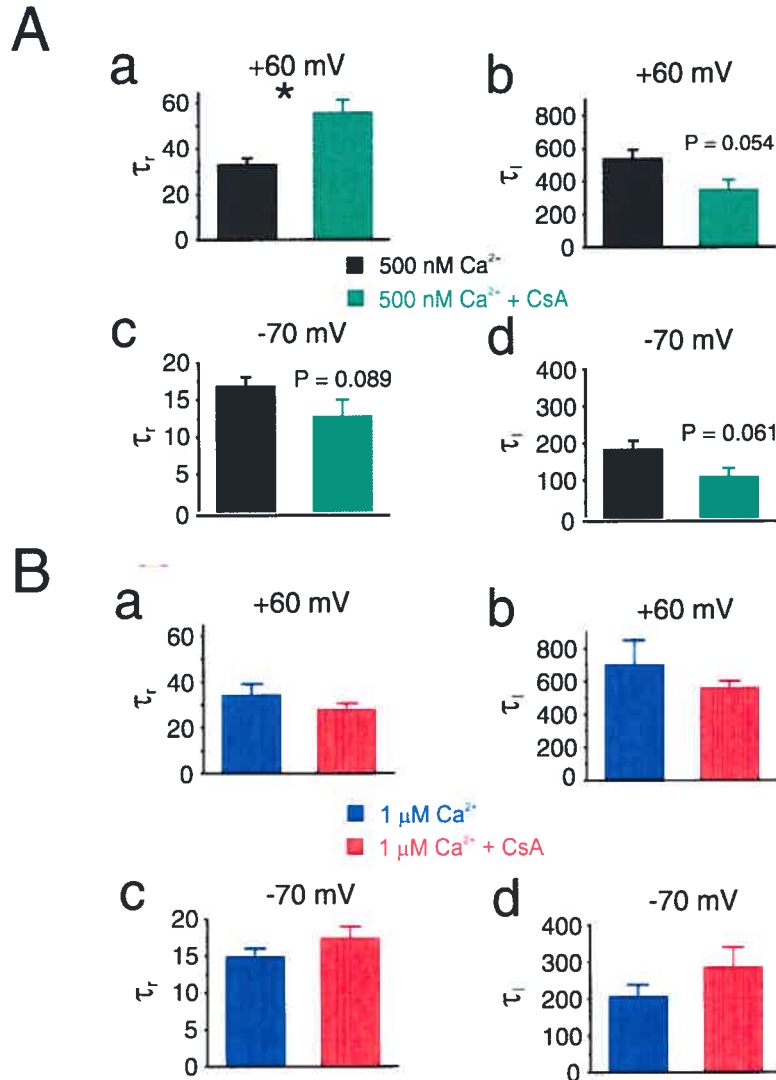 A
a
+60 mV
*
τr
60
40
20
0
b
+60 mV
P = 0.054
τl
800
600
400
200
0
500 nM Ca²⁺
500 nM Ca²⁺ + CsA
c
-70 mV
P = 0.089
τr
20
15
10
5
0
d
-70 mV
P = 0.061
τl
400
300
200
100
0
B
a
+60 mV
τr
60
40
20
0
b
+60 mV
τl
800
600
400
200
0
1 μM Ca²⁺
1 μM Ca²⁺ + CsA
c
-70 mV
τr
20
15
10
5
0
d
-70 mV
τl
400
300
200
100
0